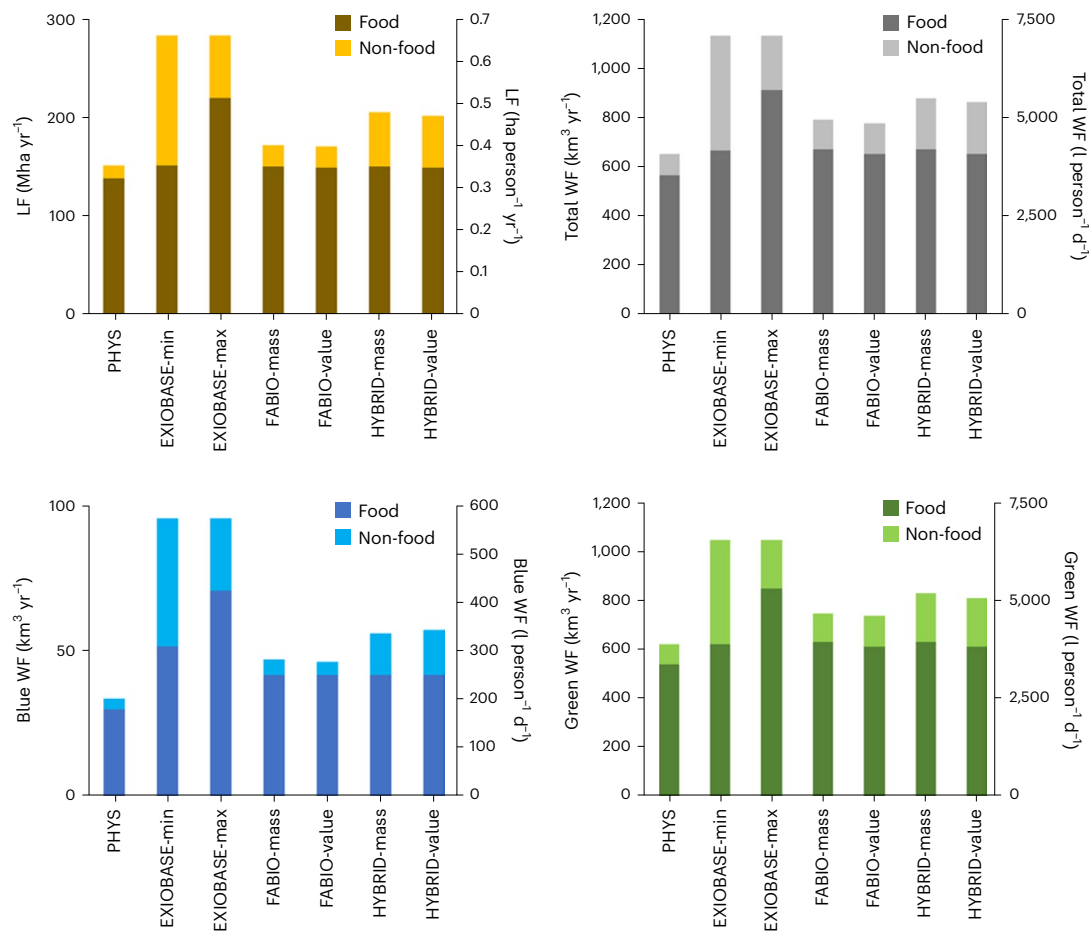 LF (Mha yr⁻¹)
300
200
100
0
Food
Non-food
0.7
0.6
0.5
0.4
0.3
0.2
0.1
0
LF (ha person⁻¹ yr⁻¹)
PHYS
EXIOBASE-min
EXIOBASE-max
FABIO-mass
FABIO-value
HYBRID-mass
HYBRID-value
Total WF (km³ yr⁻¹)
1,200
1,000
800
600
400
200
0
Food
Non-food
7,500
5,000
2,500
0
Total WF (l person⁻¹ d⁻¹)
PHYS
EXIOBASE-min
EXIOBASE-max
FABIO-mass
FABIO-value
HYBRID-mass
HYBRID-value
Blue WF (km³ yr⁻¹)
100
50
0
Food
Non-food
600
500
400
300
200
100
0
Blue WF (l person⁻¹ d⁻¹)
PHYS
EXIOBASE-min
EXIOBASE-max
FABIO-mass
FABIO-value
HYBRID-mass
HYBRID-value
Green WF (km³ yr⁻¹)
1,200
1,000
800
600
400
200
0
Food
Non-food
7,500
5,000
2,500
0
Green WF (l person⁻¹ d⁻¹)
PHYS
EXIOBASE-min
EXIOBASE-max
FABIO-mass
FABIO-value
HYBRID-mass
HYBRID-value